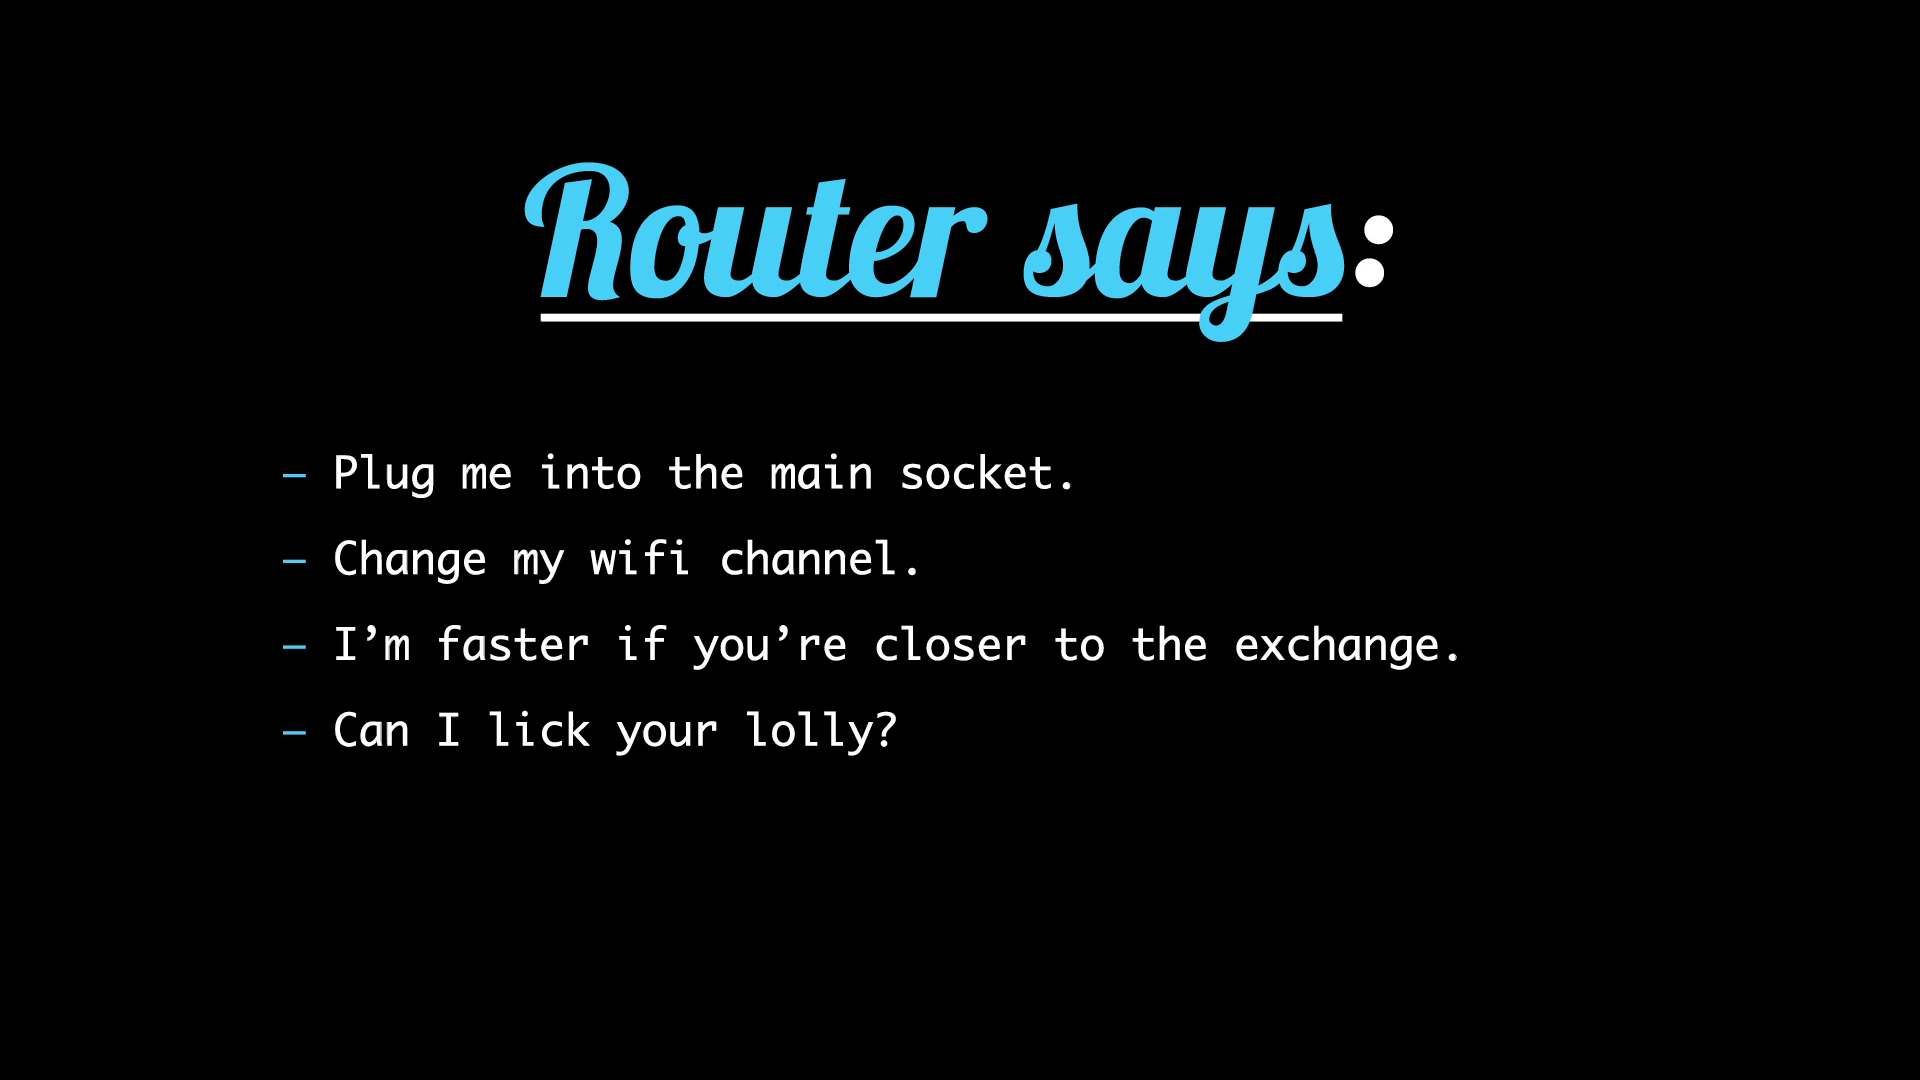 Router says:
– Plug me into the main socket.
– Change my wifi channel.
– I’m faster if you’re closer to the exchange.
– Can I lick your lolly?